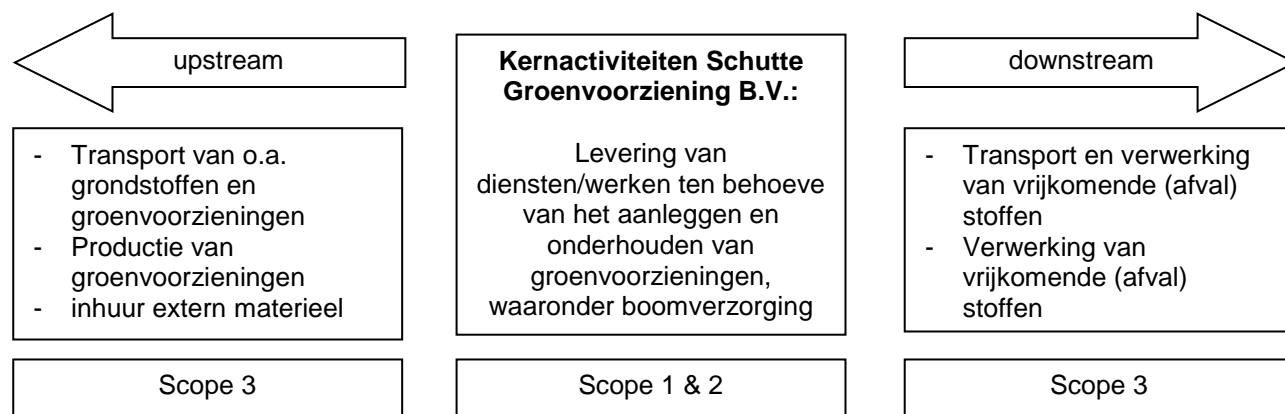 upstream
- Transport van o.a.
grondstoffen en
groenvoorzieningen
- Productie van
groenvoorzieningen
- inhuur extern materieel
Scope 3
Kernactiviteiten Schutte
Groenvoorziening B.V.:
Levering van
diensten/werken ten behoeve
van het aanleggen en
onderhouden van
groenvoorzieningen,
waaronder boomverzorging
Scope 1 & 2
downstream
- Transport en verwerking
van vrijkomende (afval)
stoffen
- Verwerking van
vrijkomende (afval)
stoffen
Scope 3